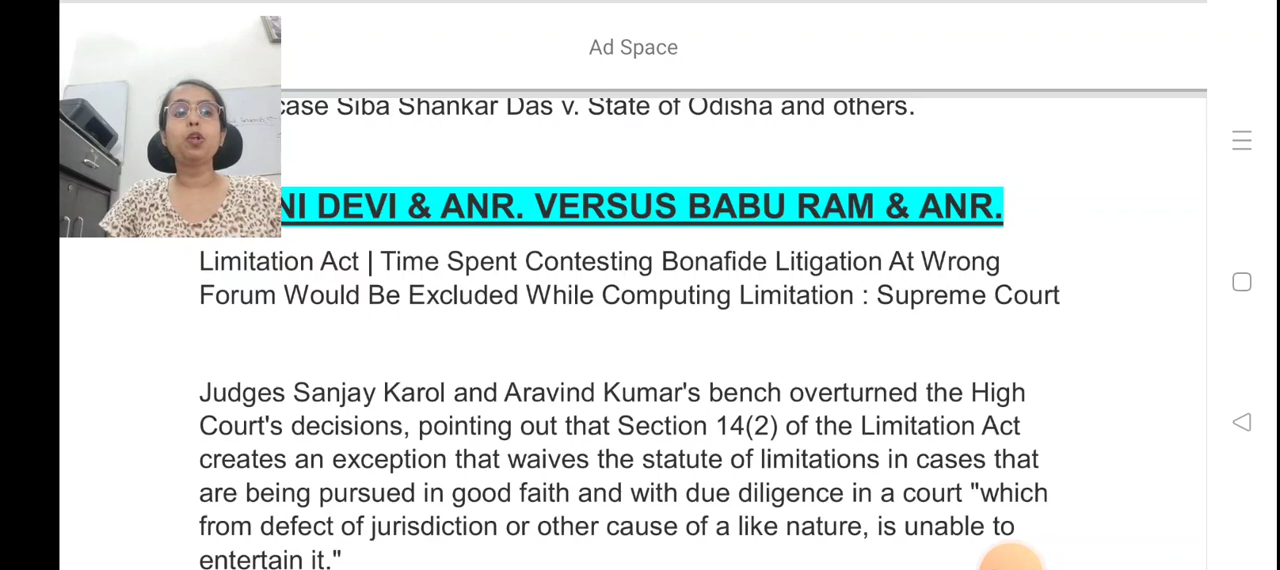 Ad Space
case Siba Shankar Das v. State of Odisha and others.
NI DEVI & ANR. VERSUS BABU RAM & ANR.
Limitation Act | Time Spent Contesting Bonafide Litigation At Wrong
Forum Would Be Excluded While Computing Limitation : Supreme Court
Judges Sanjay Karol and Aravind Kumar's bench overturned the High
Court's decisions, pointing out that Section 14(2) of the Limitation Act
creates an exception that waives the statute of limitations in cases that
are being pursued in good faith and with due diligence in a court "which
from defect of jurisdiction or other cause of a like nature, is unable to
entertain it."